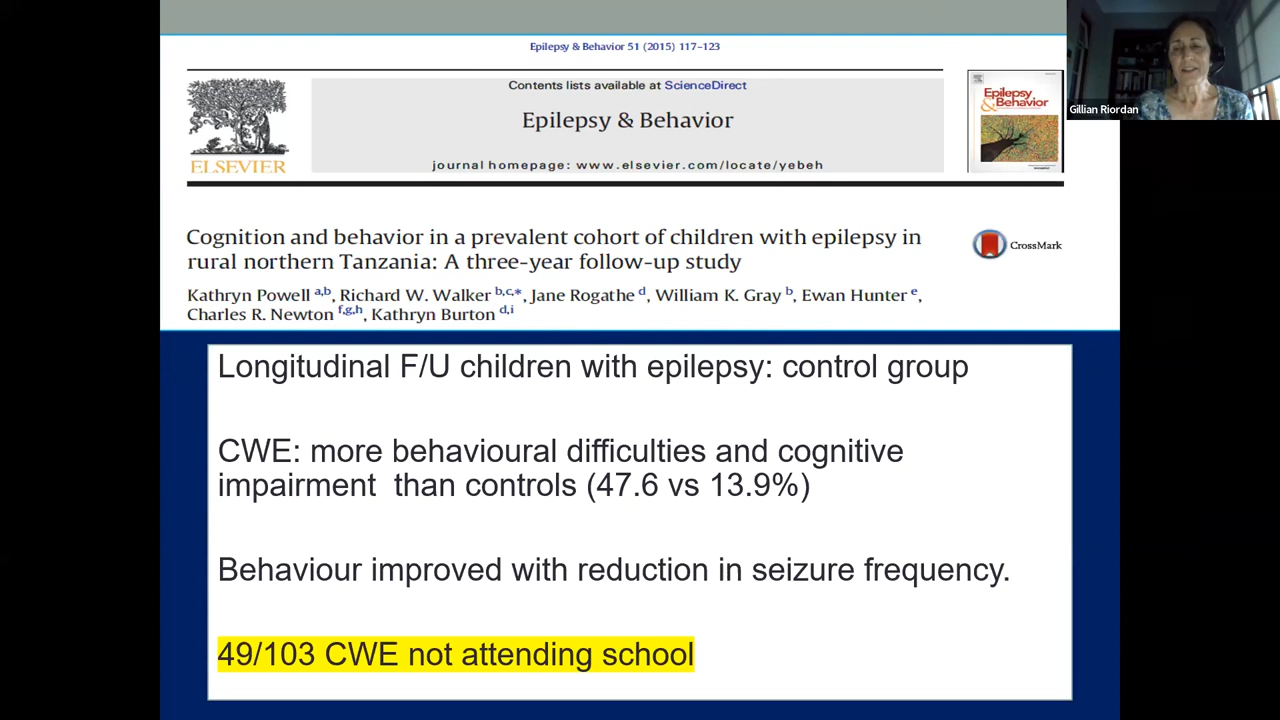 Epilepsy & Behavior 51 (2015) 117–123
Contents lists available at ScienceDirect
Epilepsy & Behavior
journal homepage: www.elsevier.com/locate/yebeh
ELSEVIER
Epilepsy
&Behavior
Gillian Riordan
Cognition and behavior in a prevalent cohort of children with epilepsy in
rural northern Tanzania: A three-year follow-up study
CrossMark
Kathryn Powell a,b, Richard W. Walker b,c,*, Jane Rogathe d, William K. Gray b, Ewan Hunter e,
Charles R. Newton f,g,h, Kathryn Burton d,i
Longitudinal F/U children with epilepsy: control group
CWE: more behavioural difficulties and cognitive
impairment than controls (47.6 vs 13.9%)
Behaviour improved with reduction in seizure frequency.
49/103 CWE not attending school